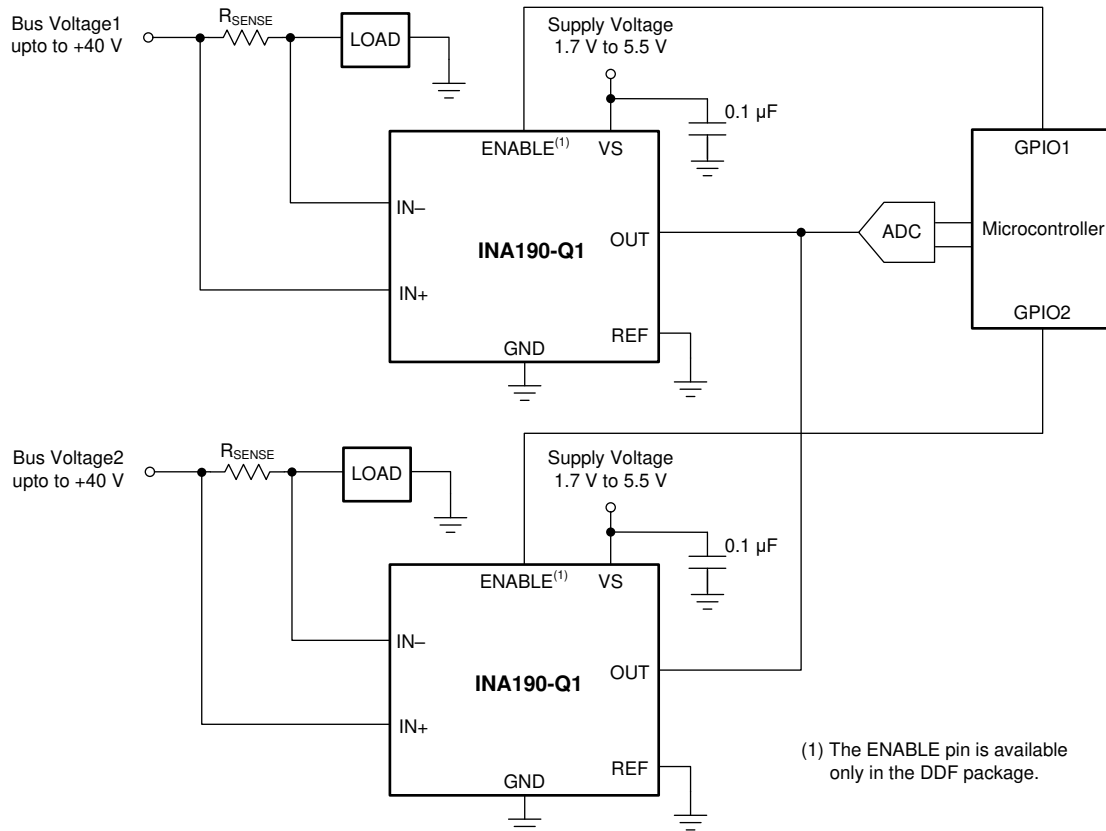 Bus Voltage1
upto to +40 V
RSENSE
LOAD
Supply Voltage
1.7 V to 5.5 V
0.1 µF
ENABLE(1)
VS
IN–
IN+
INA190-Q1
OUT
REF
GND
ADC
GPIO1
Microcontroller
GPIO2
Bus Voltage2
upto to +40 V
RSENSE
LOAD
Supply Voltage
1.7 V to 5.5 V
0.1 µF
ENABLE(1)
VS
IN–
IN+
INA190-Q1
OUT
REF
GND
(1) The ENABLE pin is available
only in the DDF package.